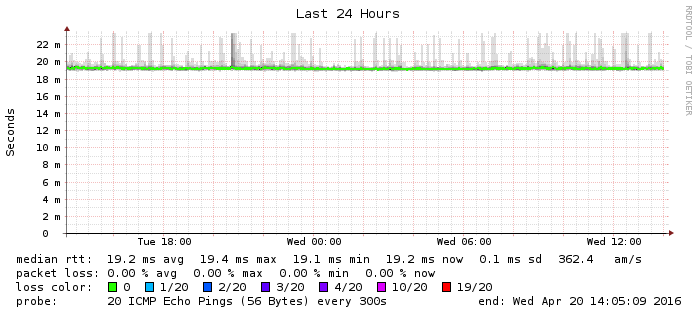 Last 24 Hours
RRDTOOL / TOBI OETIKER
Seconds
22 m
20 m
18 m
16 m
14 m
12 m
10 m
8 m
6 m
4 m
2 m
0
Tue 18:00 Wed 00:00 Wed 06:00 Wed 12:00
median rtt: 19.2 ms avg 19.4 ms max 19.1 ms min 19.2 ms now 0.1 ms sd 362.4 am/s
packet loss: 0.00 % avg 0.00 % max 0.00 % min 0.00 % now
loss color: 0 1/20 2/20 3/20 4/20 10/20 19/20
probe: 20 ICMP Echo Pings (56 Bytes) every 300s end: Wed Apr 20 14:05:09 2016